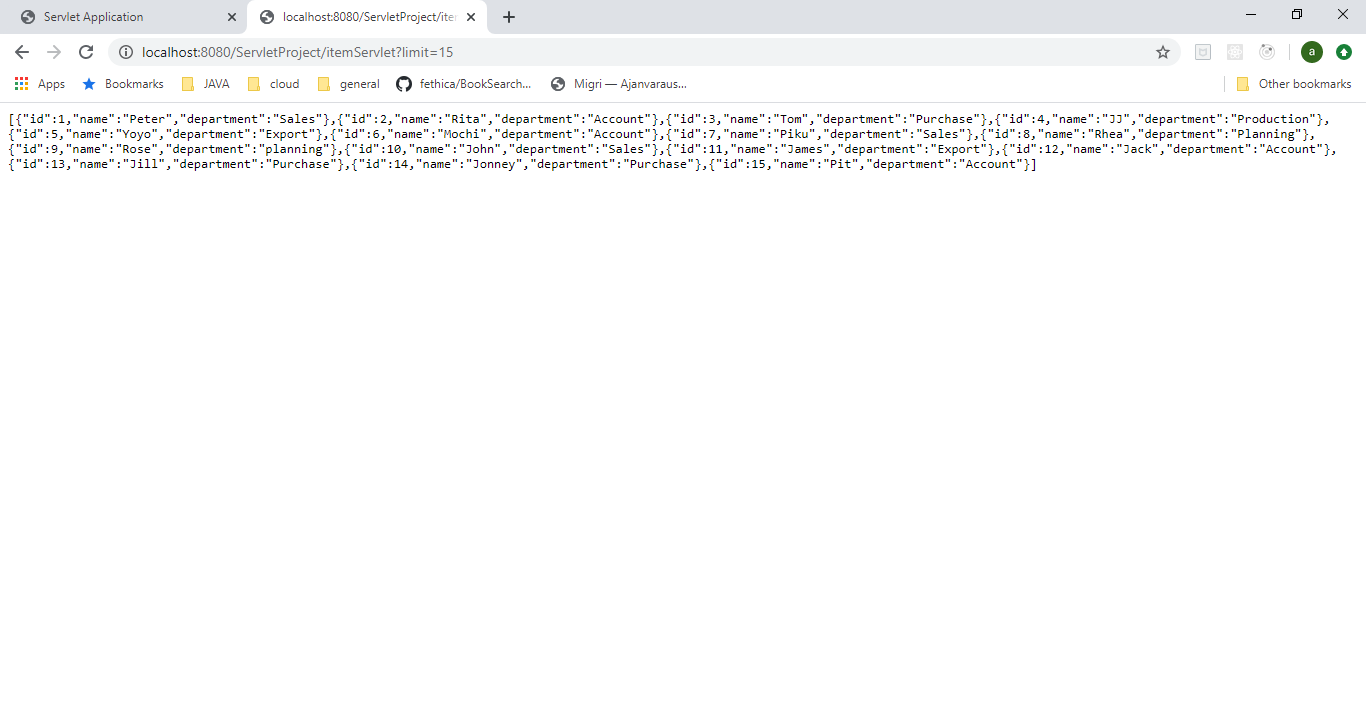 Servlet Application
localhost:8080/ServletProject/iter
localhost:8080/ServletProject/itemServlet?limit=15
a
Apps Bookmarks JAVA cloud general fethica/BookSearch... Migri — Ajanvaraus... Other bookmarks
[{"id":1,"name":"Peter","department":"Sales"},{"id":2,"name":"Rita","department":"Account"},{"id":3,"name":"Tom","department":"Purchase"},{"id":4,"name":"JJ","department":"Production"},
{"id":5,"name":"Yoyo","department":"Export"},{"id":6,"name":"Mochi","department":"Account"},{"id":7,"name":"Piku","department":"Sales"},{"id":8,"name":"Rhea","department":"Planning"},
{"id":9,"name":"Rose","department":"planning"},{"id":10,"name":"John","department":"Sales"},{"id":11,"name":"James","department":"Export"},{"id":12,"name":"Jack","department":"Account"},
{"id":13,"name":"Jill","department":"Purchase"},{"id":14,"name":"Jonney","department":"Purchase"},{"id":15,"name":"Pit","department":"Account"}]